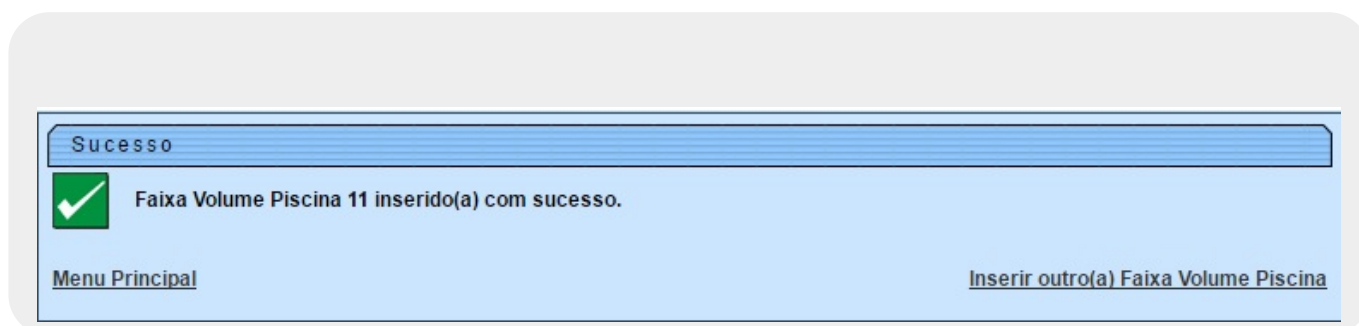 Sucesso
Faixa Volume Piscina 11 inserido(a) com sucesso.
Menu Principal
Inserir outro(a) Faixa Volume Piscina